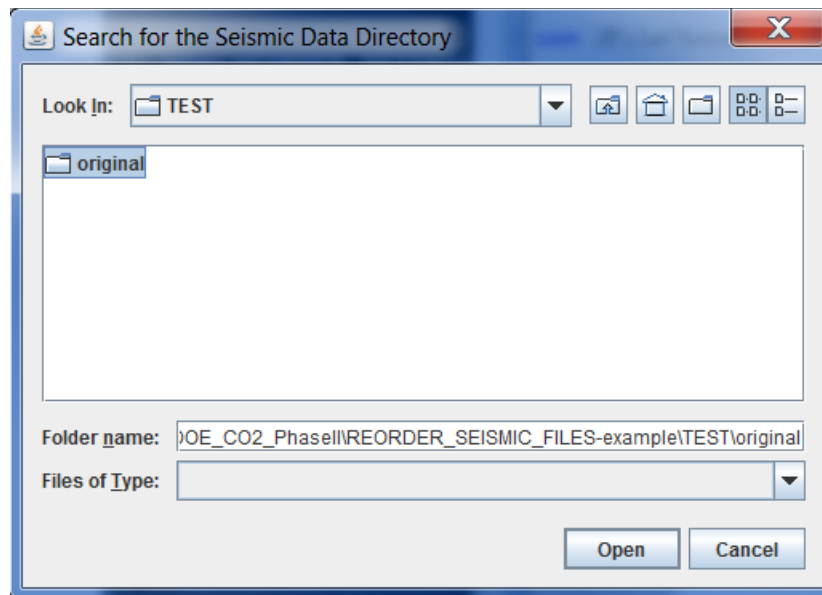 Search for the Seismic Data Directory
X
Look In: TEST
original
Folder name: OE_CO2_PhaseII\REORDER_SEISMIC_FILES-example\TEST\original
Files of Type:
Open Cancel